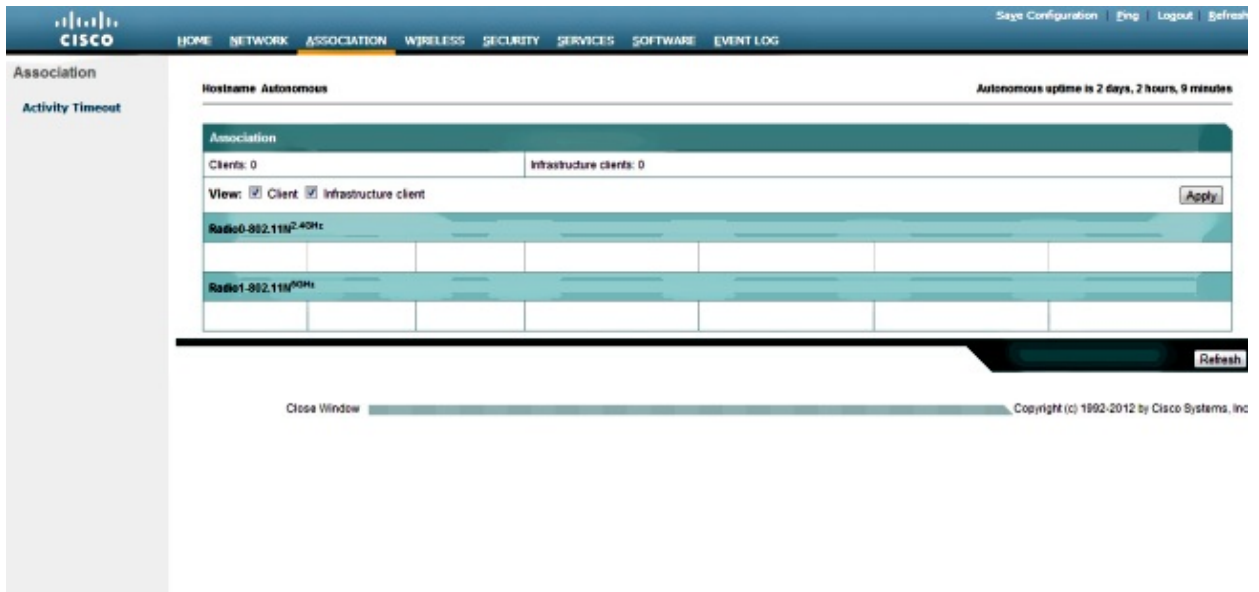 Save Configuration | Ping | Logout | Refresh
CISCO
HOME NETWORK ASSOCIATION WIRELESS SECURITY SERVICES SOFTWARE EVENT LOG
Association
Activity Timeout
Hostname Autonomous
Autonomous uptime is 2 days, 2 hours, 9 minutes
Association
Clients: 0
Infrastructure clients: 0
View: Client Infrastructure client
Apply
Radio0-802.11N2.4GHz
Radio1-802.11N5GHz
Refresh
Close Window
Copyright (c) 1992-2012 by Cisco Systems, Inc